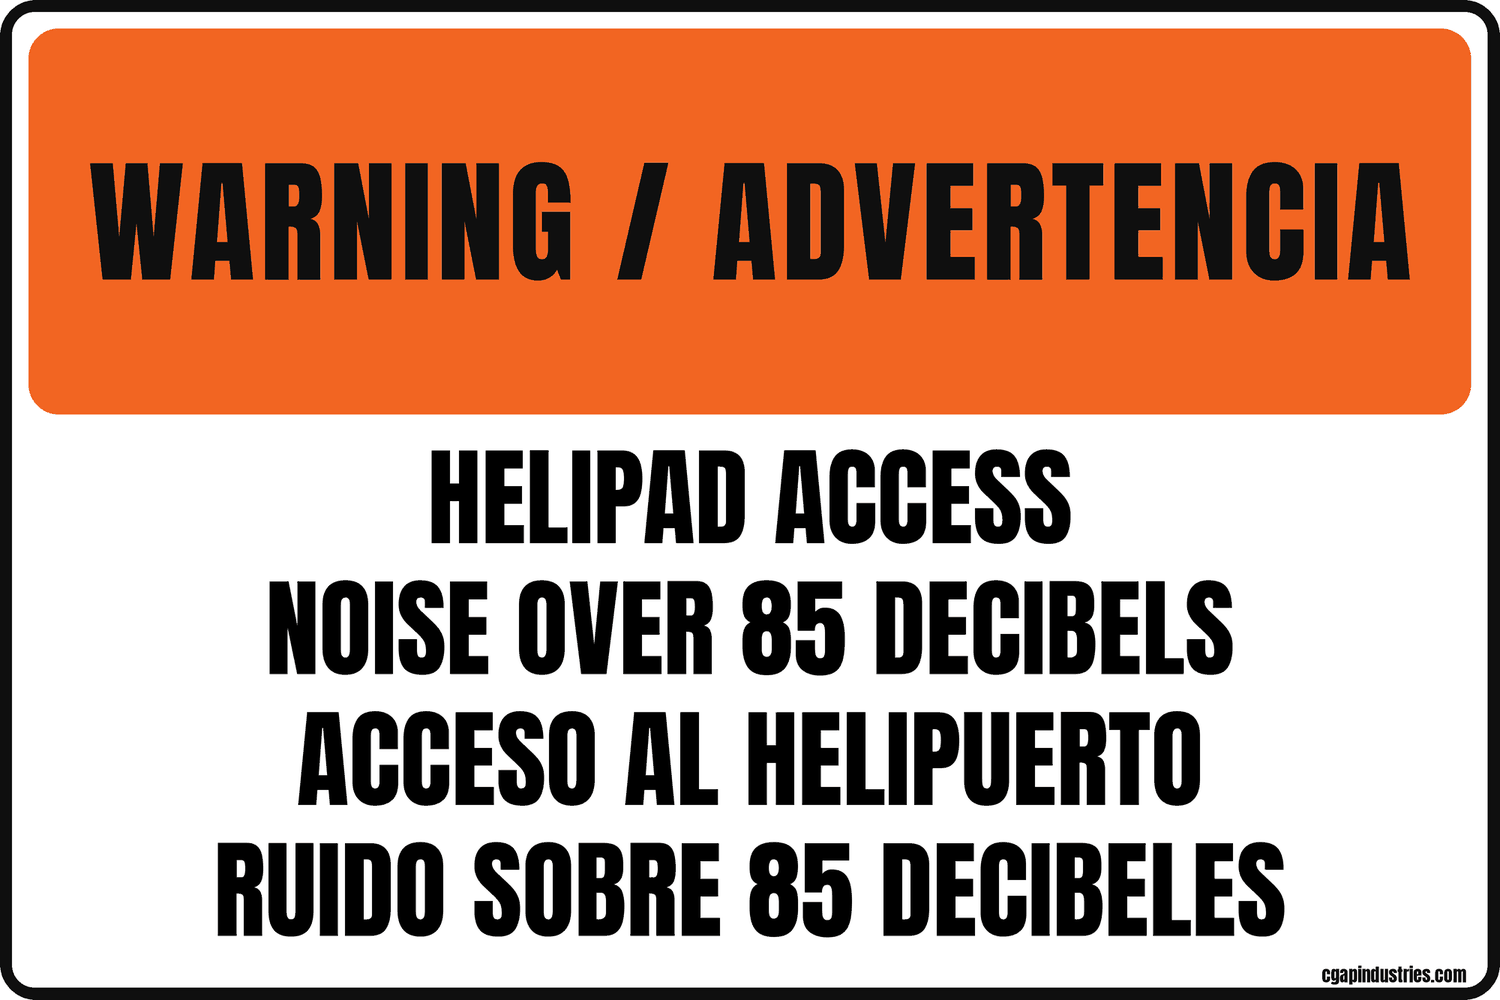 WARNING / ADVERTENCIA
HELIPAD ACCESS
NOISE OVER 85 DECIBELS
ACCESO AL HELIPUERTO
RUIDO SOBRE 85 DECIBELES
cgapindustries.com